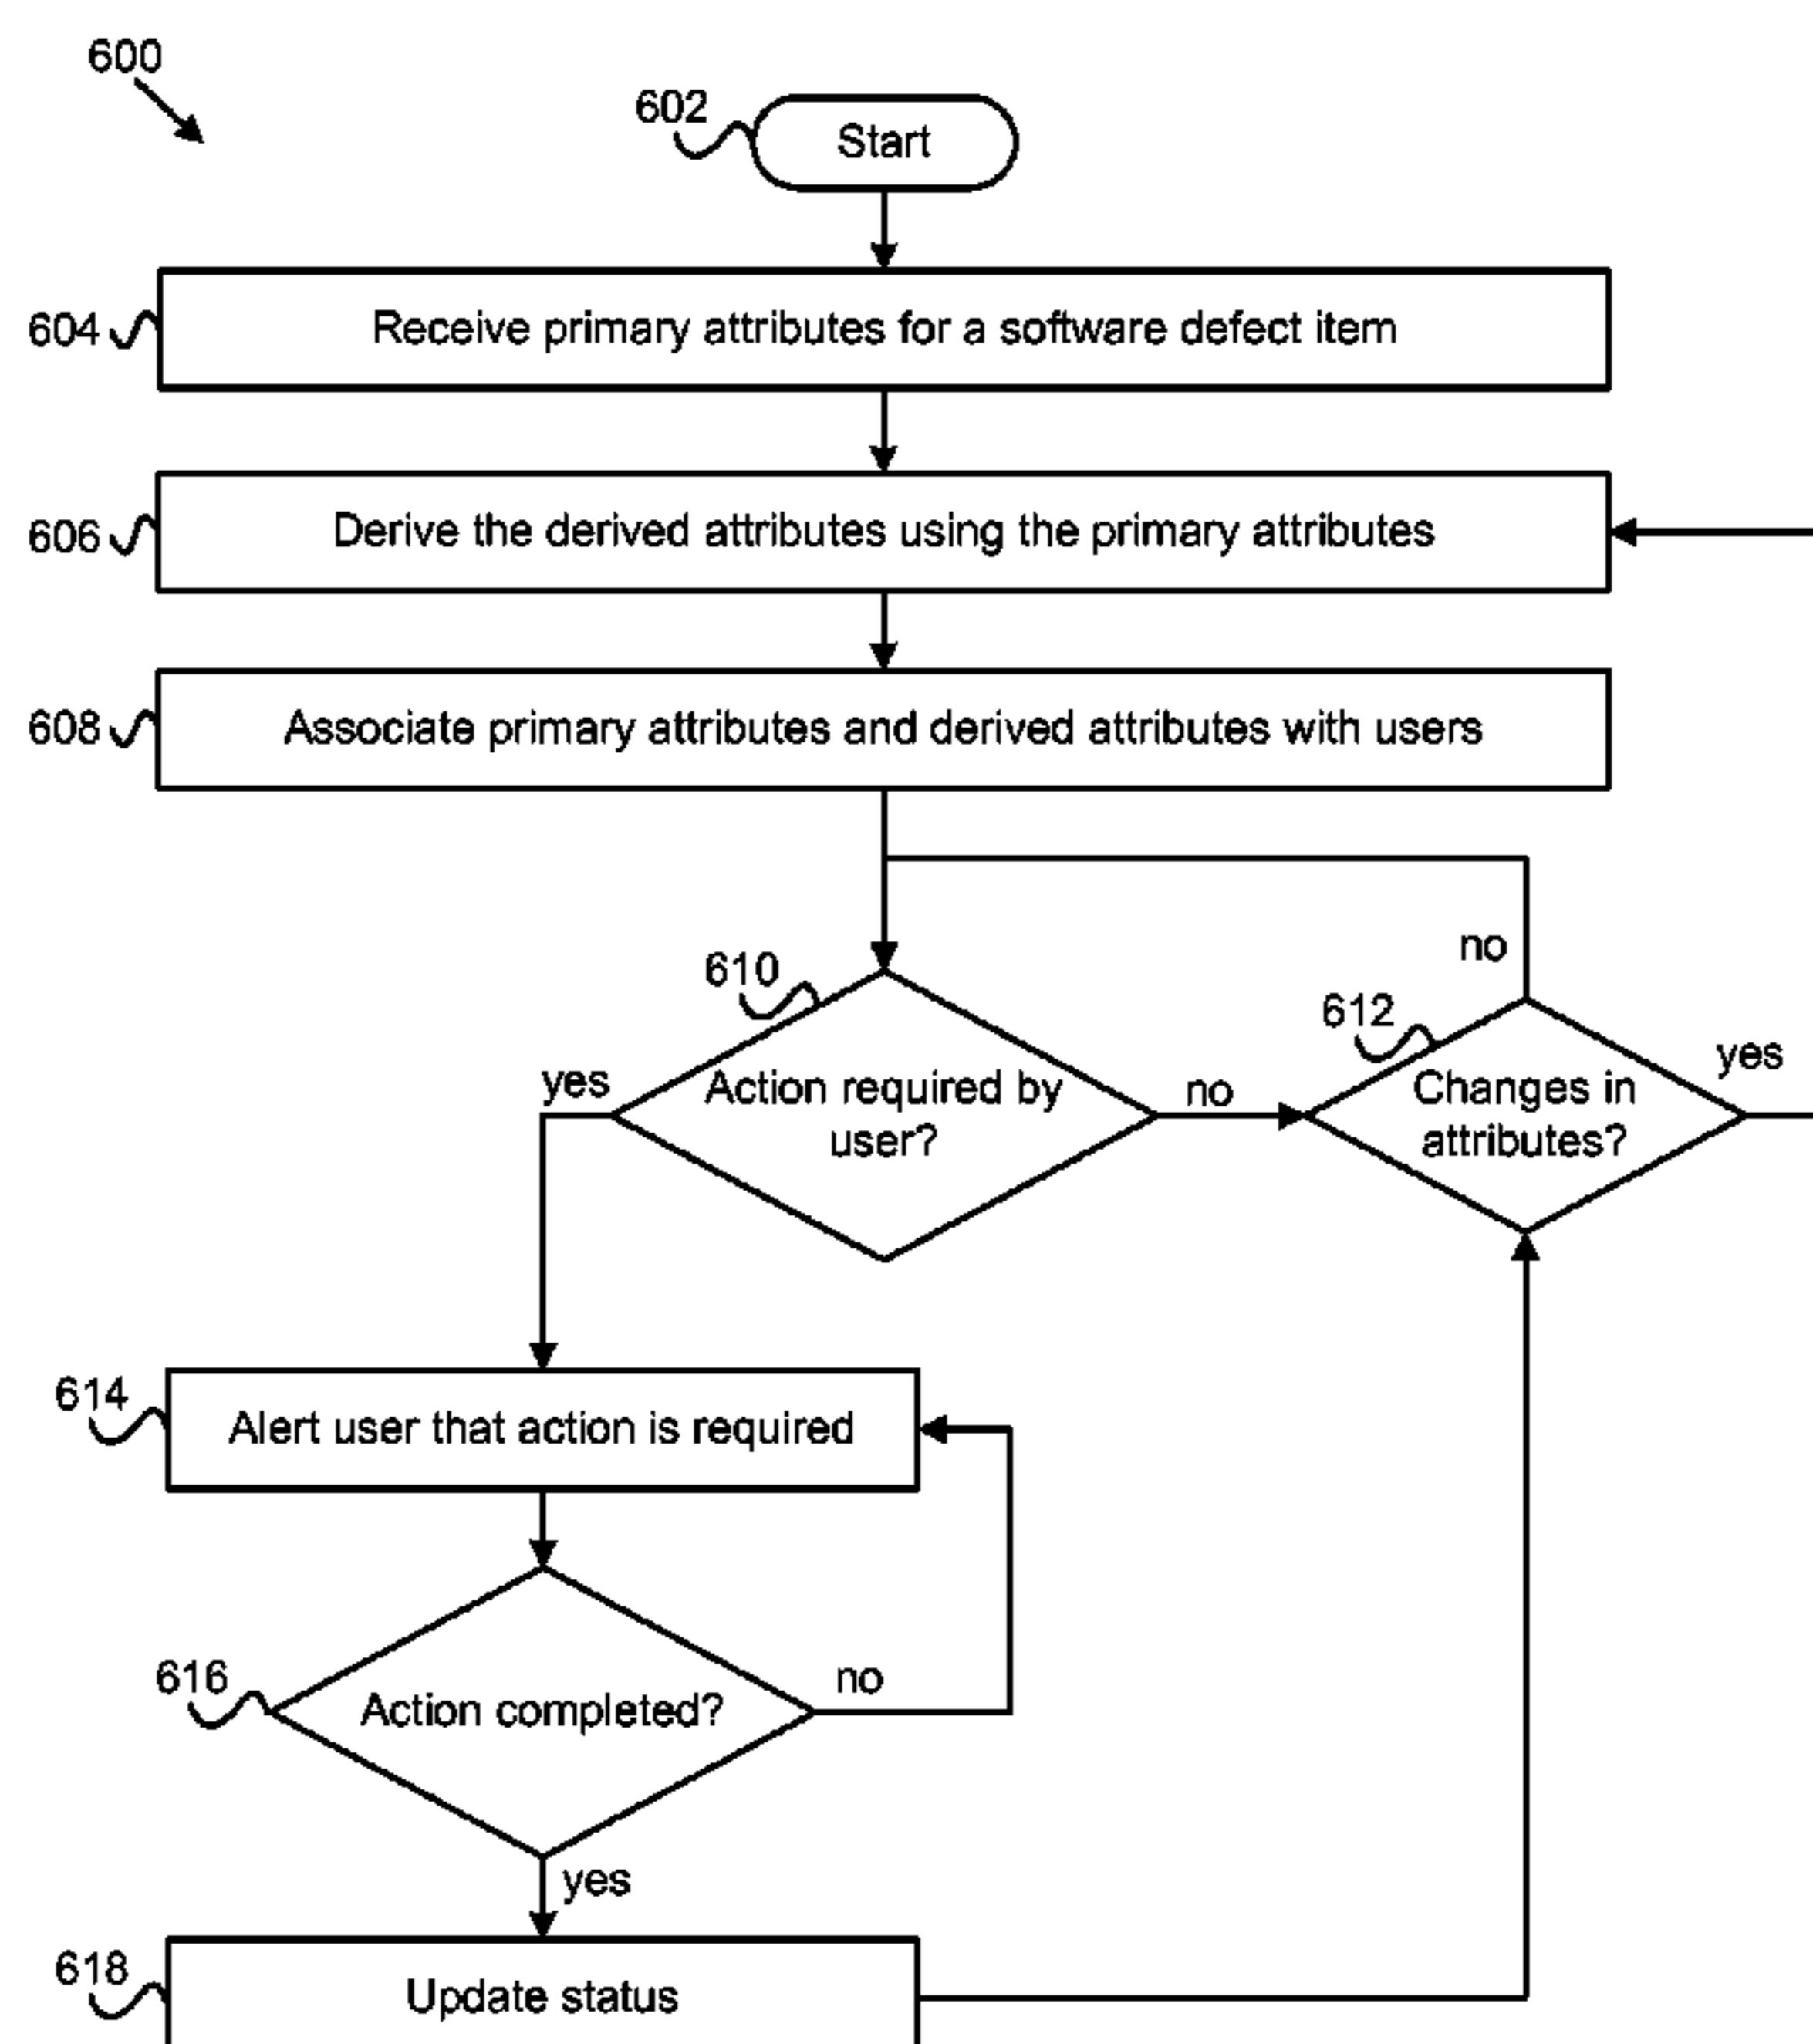 600
602
Start
604
Receive primary attributes for a software defect item
606
Derive the derived attributes using the primary attributes
608
Associate primary attributes and derived attributes with users
610
Action required by
user?
yes
no
612
Changes in
attributes?
no
yes
614
Alert user that action is required
616
Action completed?
no
yes
618
Update status